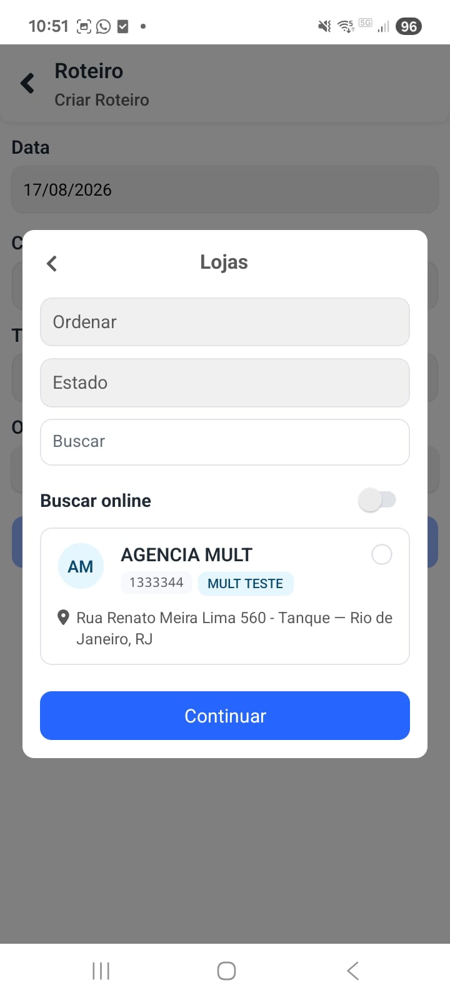 10:51
5G
96
Roteiro
Criar Roteiro
Data
17/08/2026
C
Lojas
Ordenar
T
Estado
O
Buscar
Buscar online
AM
AGENCIA MULT
1333344
MULT TESTE
Rua Renato Meira Lima 560 - Tanque — Rio de
Janeiro, RJ
Continuar